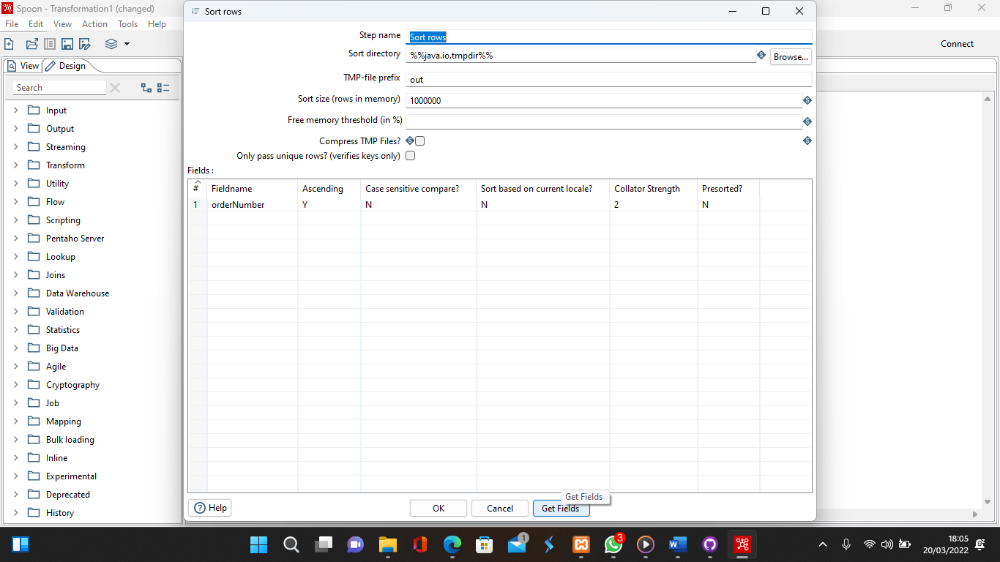 Spoon - Transformation1 (changed)
File Edit View Action Tools Help
Connect
View Design
Search
Input
Output
Streaming
Transform
Utility
Flow
Scripting
Pentaho Server
Lookup
Joins
Data Warehouse
Validation
Statistics
Big Data
Agile
Cryptography
Job
Mapping
Bulk loading
Inline
Experimental
Deprecated
History
Sort rows
Step name Sort rows
Sort directory %%java.io.tmpdir%% Browse...
TMP-file prefix out
Sort size (rows in memory) 1000000
Free memory threshold (in %)
Compress TMP Files?
Only pass unique rows? (verifies keys only)
Fields :
# Fieldname Ascending Case sensitive compare? Sort based on current locale? Collator Strength Presorted?
1 orderNumber Y N N 2 N
Get Fields
Help OK Cancel Get Fields
1 3
18:05
20/03/2022